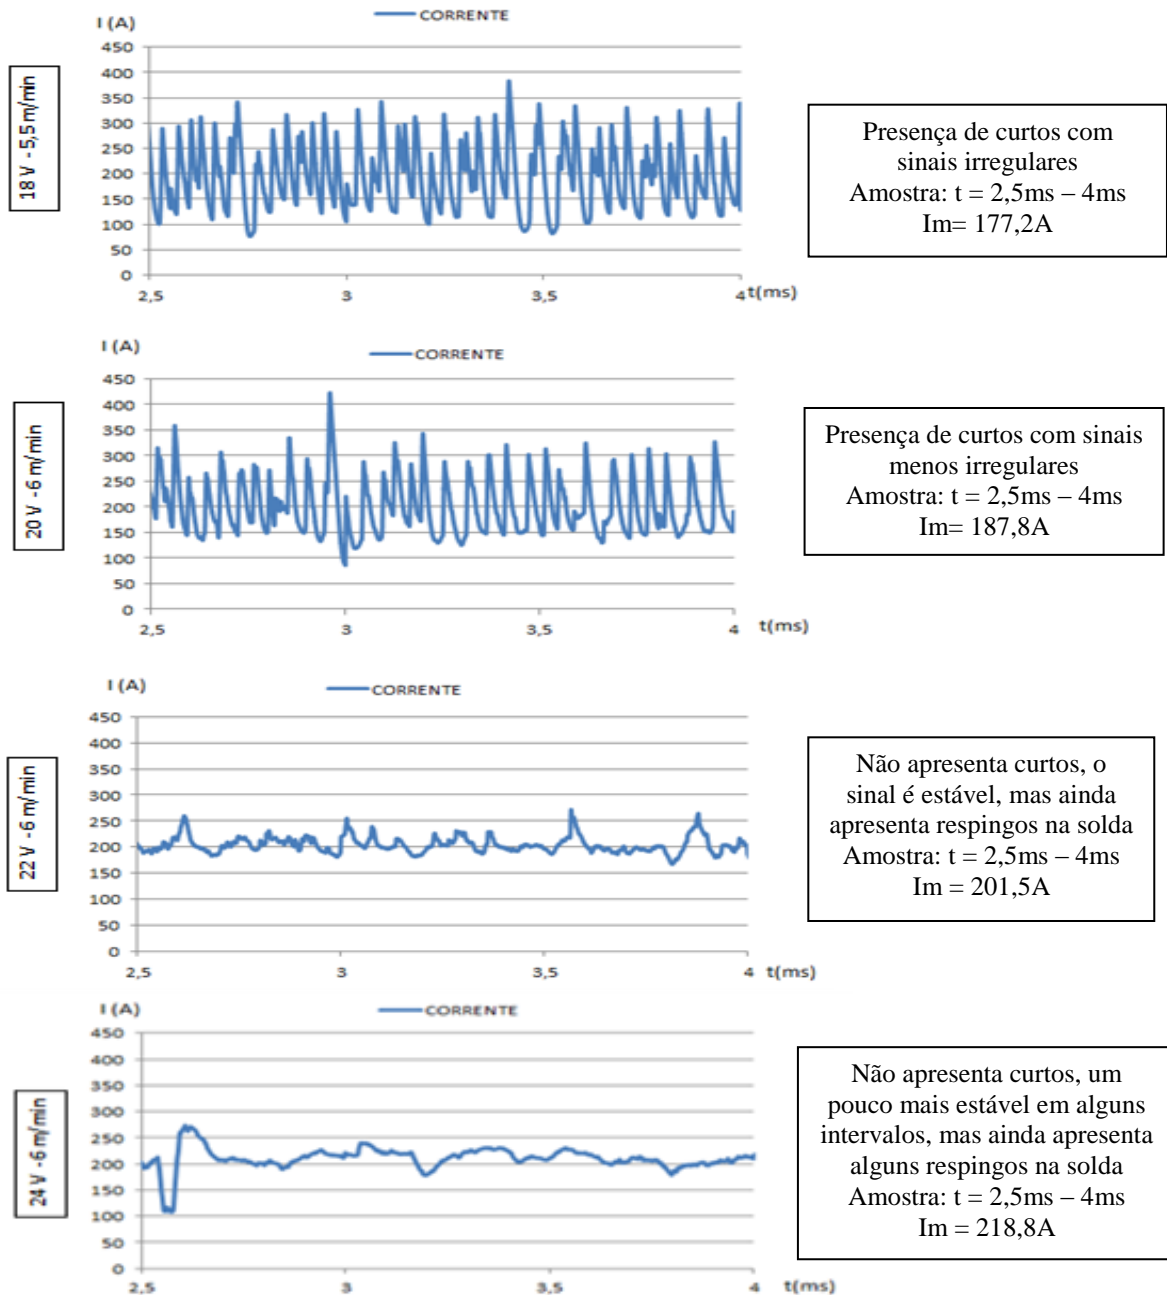 I (A)
CORRENTE
450
400
350
300
250
200
150
100
50
0
2,5
3
3,5
4
t(ms)
18 V - 5,5 m/min
Presença de curtos com
sinais irregulares
Amostra: t = 2,5ms – 4ms
Im= 177,2A
I (A)
CORRENTE
450
400
350
300
250
200
150
100
50
0
2,5
3
3,5
4
t(ms)
20 V -6 m/min
Presença de curtos com sinais
menos irregulares
Amostra: t = 2,5ms – 4ms
Im= 187,8A
I (A)
CORRENTE
450
400
350
300
250
200
150
100
50
0
2,5
3
3,5
4
t(ms)
22 V -6 m/min
Não apresenta curtos, o
sinal é estável, mas ainda
apresenta respingos na solda
Amostra: t = 2,5ms – 4ms
Im = 201,5A
I (A)
CORRENTE
450
400
350
300
250
200
150
100
50
0
2,5
3
3,5
4
t(ms)
24 V -6 m/min
Não apresenta curtos, um
pouco mais estável em alguns
intervalos, mas ainda apresenta
alguns respingos na solda
Amostra: t = 2,5ms – 4ms
Im = 218,8A